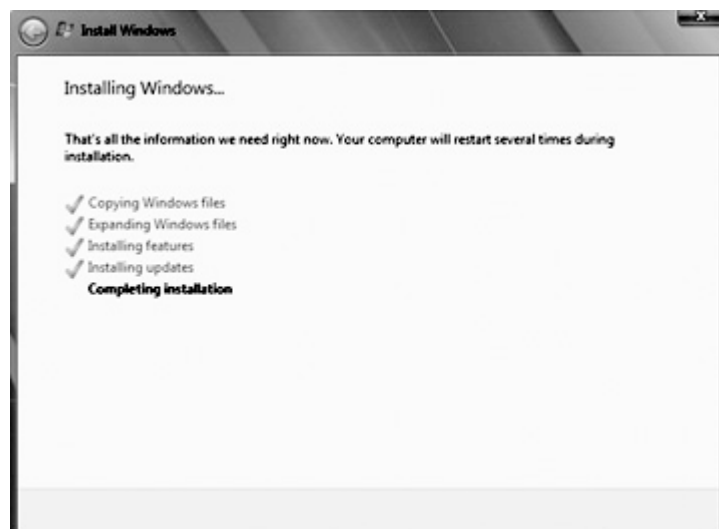 Install Windows
Installing Windows...
That's all the information we need right now. Your computer will restart several times during
installation.
Copying Windows files
Expanding Windows files
Installing features
Installing updates
Completing installation